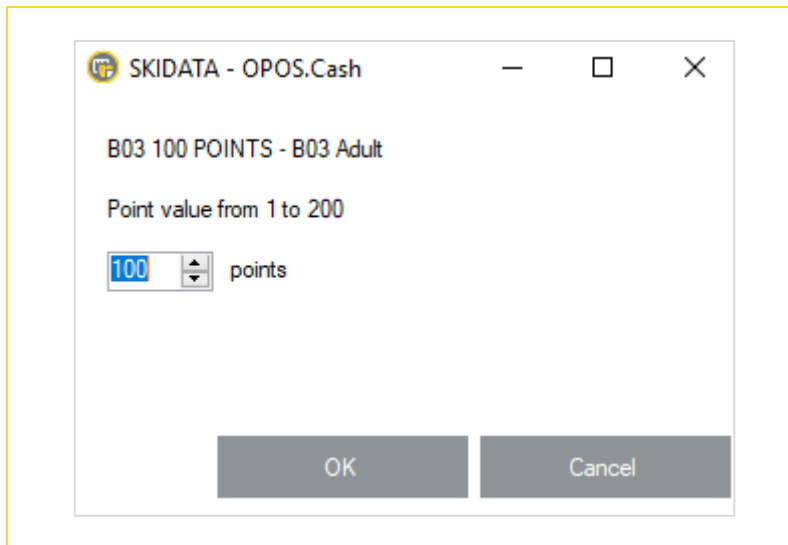 SKIDATA - OPOS.Cash
B03 100 POINTS - B03 Adult
Point value from 1 to 200
100 points
OK Cancel